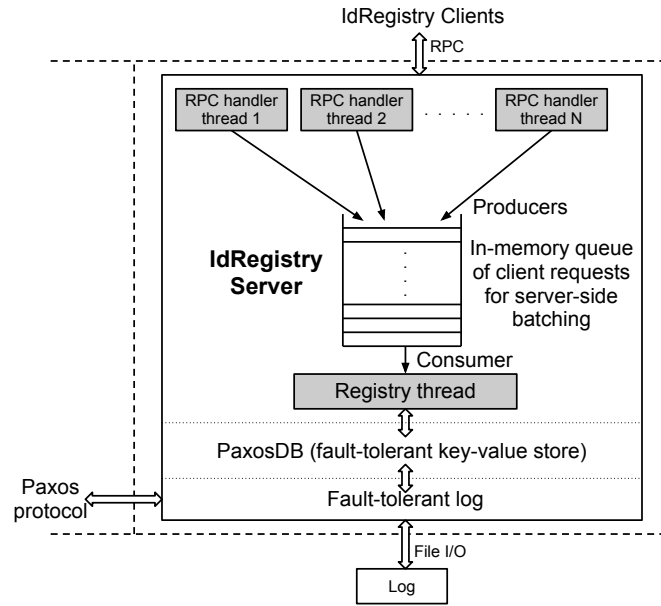 IdRegistry Clients
RPC
RPC handler
thread 1
RPC handler
thread 2
. . . . .
RPC handler
thread N
Producers
IdRegistry
Server
In-memory queue
of client requests
for server-side
batching
Consumer
Registry thread
PaxosDB (fault-tolerant key-value store)
Paxos
protocol
Fault-tolerant log
File I/O
Log